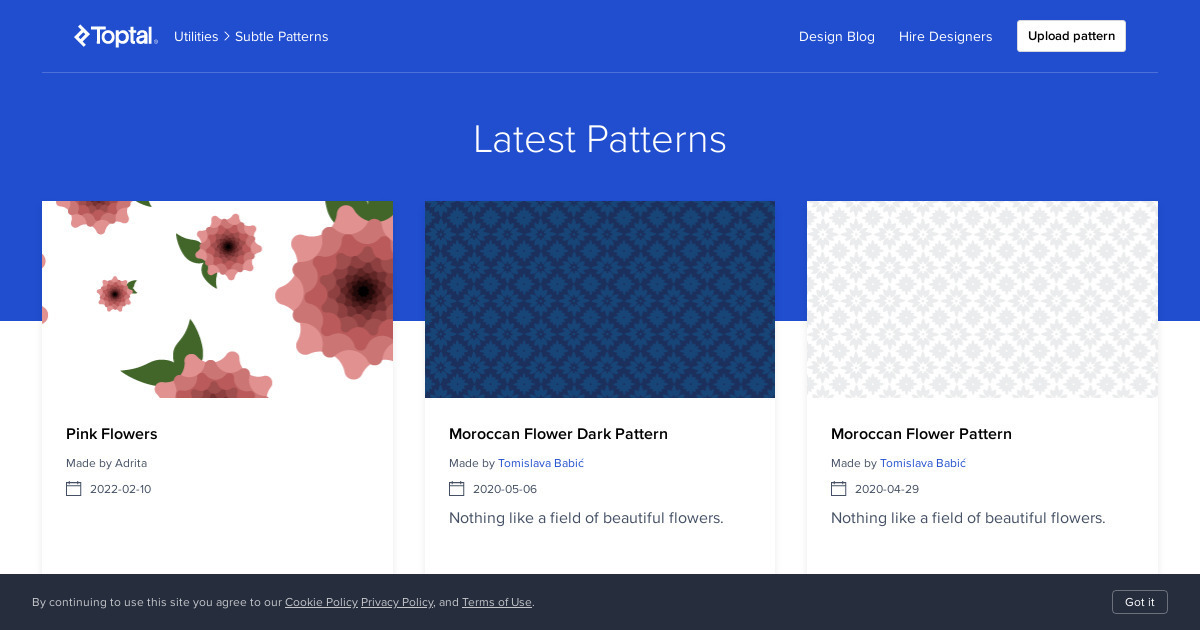 Toptal®
Utilities > Subtle Patterns
Design Blog
Hire Designers
Upload pattern
Latest Patterns
Pink Flowers
Made by Adrita
2022-02-10
Moroccan Flower Dark Pattern
Made by Tomislava Babić
2020-05-06
Nothing like a field of beautiful flowers.
Moroccan Flower Pattern
Made by Tomislava Babić
2020-04-29
Nothing like a field of beautiful flowers.
By continuing to use this site you agree to our Cookie Policy Privacy Policy, and Terms of Use.
Got it